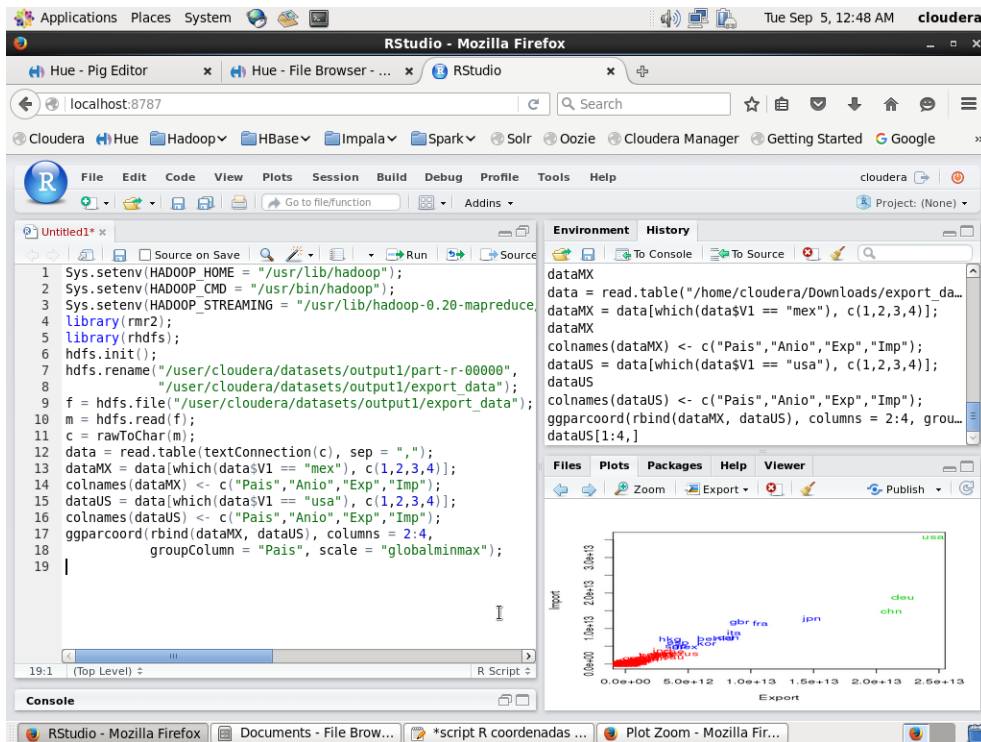 Applications Places System Tue Sep 5, 12:48 AM cloudera
RStudio - Mozilla Firefox
Hue - Pig Editor × Hue - File Browser - ... × RStudio ×
localhost:8787 Search
Cloudera Hue Hadoop HBase Impala Spark Solr Oozie Cloudera Manager Getting Started Google »
File Edit Code View Plots Session Build Debug Profile Tools Help cloudera
Go to file/function Addins Project: (None)
Untitled1* ×
Source on Save Run Source
1 Sys.setenv(HADOOP_HOME = "/usr/lib/hadoop");
2 Sys.setenv(HADOOP_CMD = "/usr/bin/hadoop");
3 Sys.setenv(HADOOP_STREAMING = "/usr/lib/hadoop-0.20-mapreduce,
4 library(rmr2);
5 library(rhdfs);
6 hdfs.init();
7 hdfs.rename("/user/cloudera/datasets/output1/part-r-00000",
8 "/user/cloudera/datasets/output1/export_data");
9 f = hdfs.file("/user/cloudera/datasets/output1/export_data");
10 m = hdfs.read(f);
11 c = rawToChar(m);
12 data = read.table(textConnection(c), sep = ",");
13 dataMX = data[which(data$V1 == "mex"), c(1,2,3,4)];
14 colnames(dataMX) <- c("Pais","Anio","Exp","Imp");
15 dataUS = data[which(data$V1 == "usa"), c(1,2,3,4)];
16 colnames(dataUS) <- c("Pais","Anio","Exp","Imp");
17 ggparcoord(rbind(dataMX, dataUS), columns = 2:4,
18 groupColumn = "Pais", scale = "globalminmax");
19
19:1 (Top Level) R Script
Console
Environment History
To Console To Source
dataMX
data = read.table("/home/cloudera/Downloads/export_da…
dataMX = data[which(data$V1 == "mex"), c(1,2,3,4)];
dataMX
colnames(dataMX) <- c("Pais","Anio","Exp","Imp");
dataUS = data[which(data$V1 == "usa"), c(1,2,3,4)];
dataUS
colnames(dataUS) <- c("Pais","Anio","Exp","Imp");
ggparcoord(rbind(dataMX, dataUS), columns = 2:4, grou…
dataUS[1:4,]
Files Plots Packages Help Viewer
Zoom Export Publish
Import
3.0e+13
2.0e+13
1.0e+13
0.0e+00
usa
deu
chn
jpn
gbr fra
ita
hkg
kor
0.0e+00 5.0e+12 1.0e+13 1.5e+13 2.0e+13 2.5e+13
Export
RStudio - Mozilla Firefox Documents - File Brow... *script R coordenadas ... Plot Zoom - Mozilla Fir...